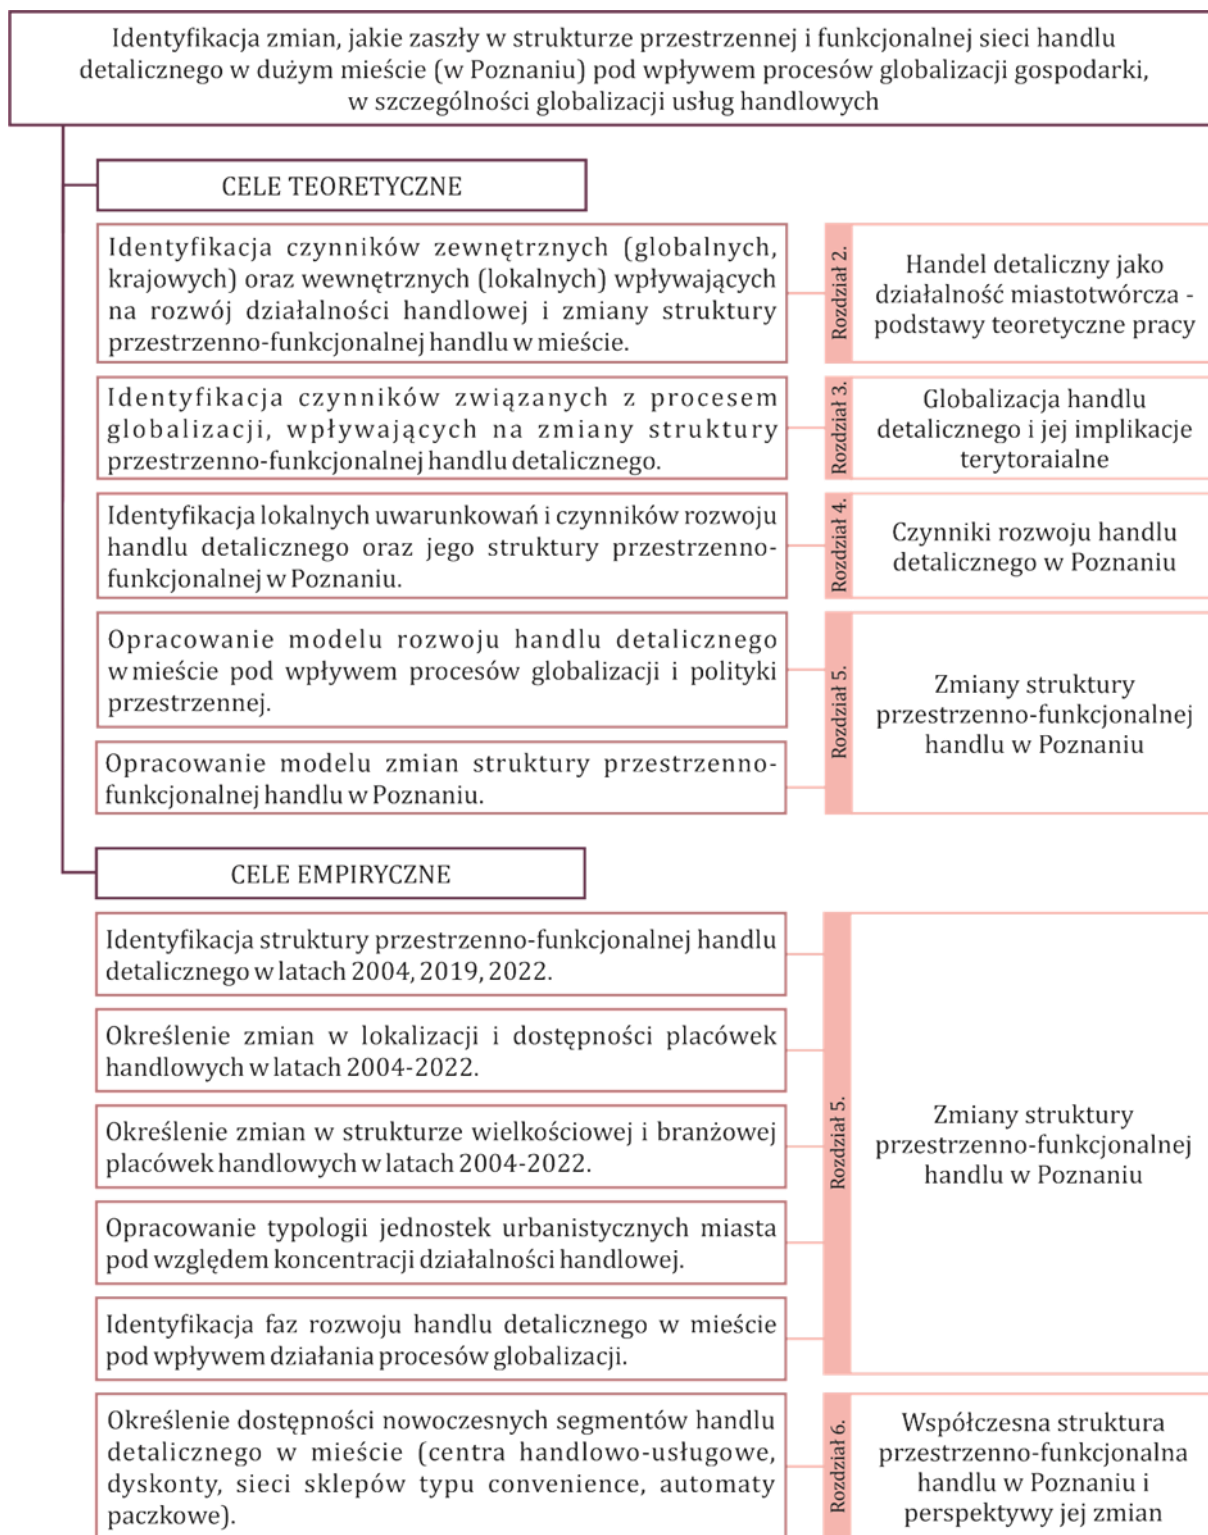 Identyfikacja zmian, jakie zaszły w strukturze przestrzennej i funkcjonalnej sieci handlu
detalicznego w dużym mieście (w Poznaniu) pod wpływem procesów globalizacji gospodarki,
w szczególności globalizacji usług handlowych
CELE TEORETYCZNE
Identyfikacja czynników zewnętrznych (globalnych,
krajowych) oraz wewnętrznych (lokalnych) wpływających
na rozwój działalności handlowej i zmiany struktury
przestrzenno-funkcjonalnej handlu w mieście.
Rozdział 2.
Handel detaliczny jako
działalność miastotwórcza -
podstawy teoretyczne pracy
Identyfikacja czynników związanych z procesem
globalizacji, wpływających na zmiany struktury
przestrzenno-funkcjonalnej handlu detalicznego.
Rozdział 3.
Globalizacja handlu
detalicznego i jej implikacje
terytoraialne
Identyfikacja lokalnych uwarunkowań i czynników rozwoju
handlu detalicznego oraz jego struktury przestrzenno-
funkcjonalnej w Poznaniu.
Rozdział 4.
Czynniki rozwoju handlu
detalicznego w Poznaniu
Opracowanie modelu rozwoju handlu detalicznego
w mieście pod wpływem procesów globalizacji i polityki
przestrzennej.
Opracowanie modelu zmian struktury przestrzenno-
funkcjonalnej handlu w Poznaniu.
Rozdział 5.
Zmiany struktury
przestrzenno-funkcjonalnej
handlu w Poznaniu
CELE EMPIRYCZNE
Identyfikacja struktury przestrzenno-funkcjonalnej handlu
detalicznego w latach 2004, 2019, 2022.
Określenie zmian w lokalizacji i dostępności placówek
handlowych w latach 2004-2022.
Określenie zmian w strukturze wielkościowej i branżowej
placówek handlowych w latach 2004-2022.
Opracowanie typologii jednostek urbanistycznych miasta
pod względem koncentracji działalności handlowej.
Identyfikacja faz rozwoju handlu detalicznego w mieście
pod wpływem działania procesów globalizacji.
Rozdział 5.
Zmiany struktury
przestrzenno-funkcjonalnej
handlu w Poznaniu
Określenie dostępności nowoczesnych segmentów handlu
detalicznego w mieście (centra handlowo-usługowe,
dyskonty, sieci sklepów typu convenience, automaty
paczkowe).
Rozdział 6.
Współczesna struktura
przestrzenno-funkcjonalna
handlu w Poznaniu i
perspektywy jej zmian